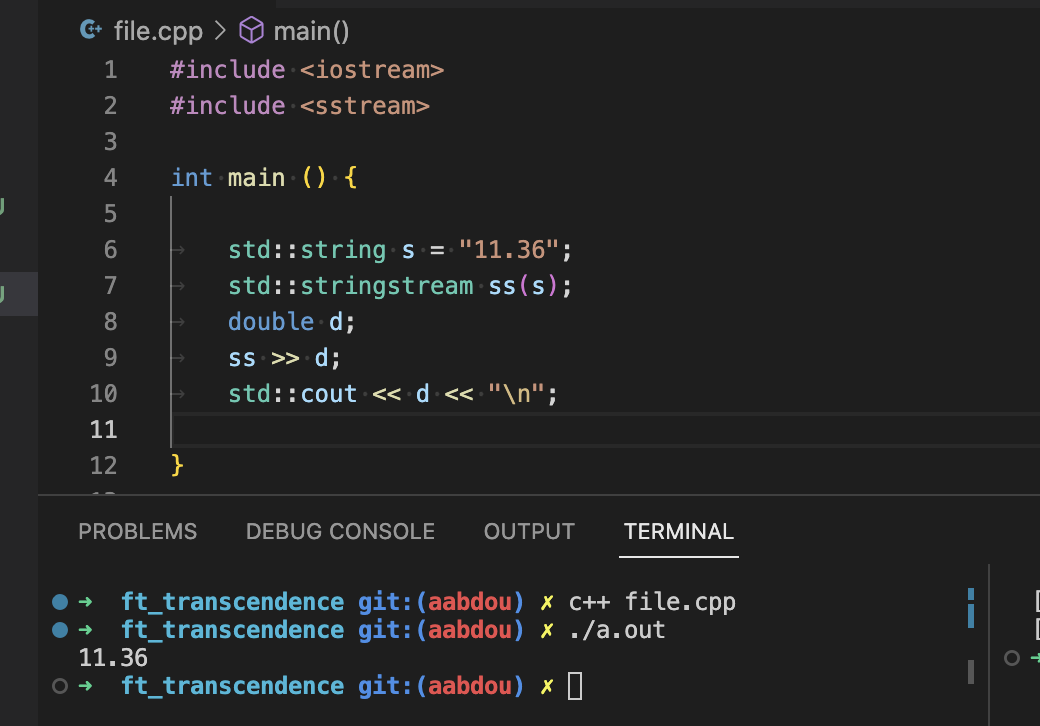 file.cpp > main()
1 #include <iostream>
2 #include <sstream>
3
4 int main () {
5
6 std::string s = "11.36";
7 std::stringstream ss(s);
8 double d;
9 ss >> d;
10 std::cout << d << "\n";
11
12 }
PROBLEMS DEBUG CONSOLE OUTPUT TERMINAL
➜ ft_transcendence git:(aabdou) ✗ c++ file.cpp
➜ ft_transcendence git:(aabdou) ✗ ./a.out
11.36
➜ ft_transcendence git:(aabdou) ✗